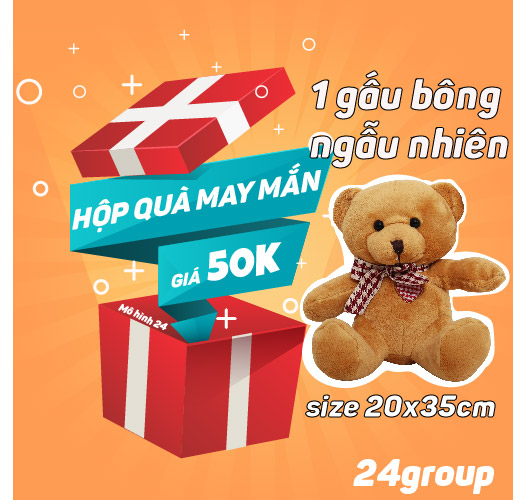 1 gấu bông
ngẫu nhiên
HỘP QUÀ MAY MẮN
GIÁ 50K
Mô hình 24
size 20x35cm
24group